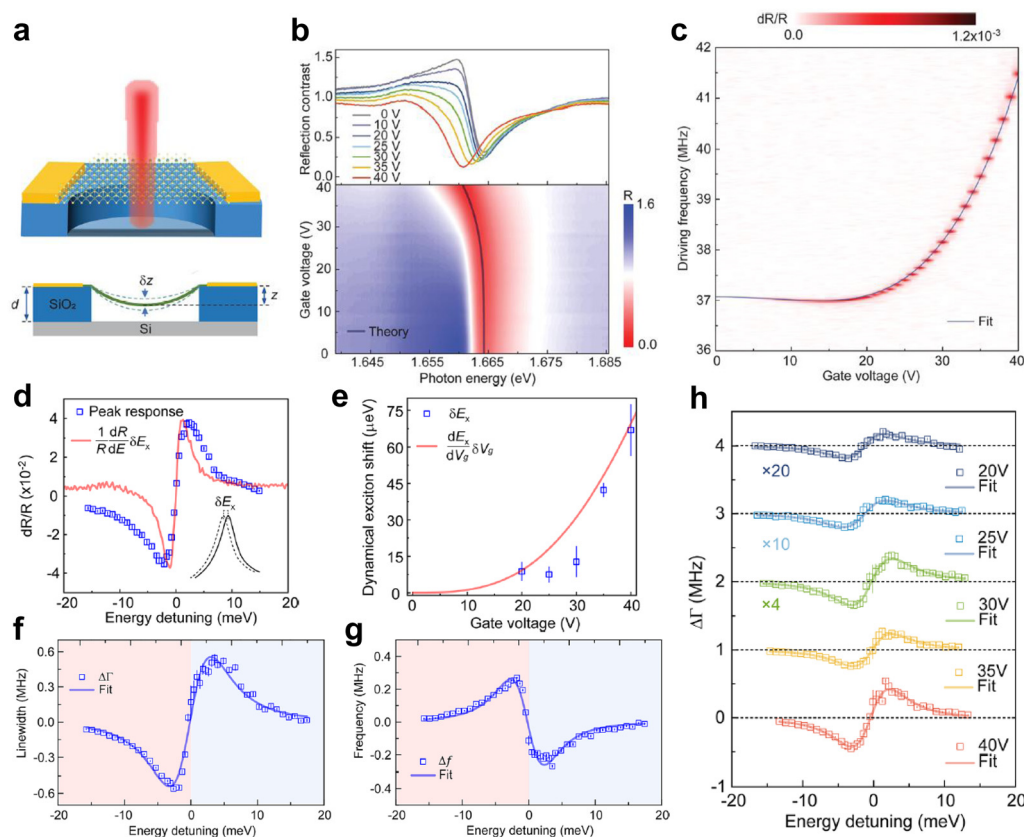 a
δz
d
SiO₂
z
Si
b
Reflection contrast
1.5
1.0
0.5
0.0
0 V
10 V
20 V
25 V
30 V
35 V
40 V
R
1.6
0.0
Gate voltage (V)
30
20
10
0
Theory
1.645 1.655 1.665 1.675 1.685
Photon energy (eV)
c
dR/R
0.0 1.2x10⁻³
Driving frequency (MHz)
42
41
40
39
38
37
36
Fit
0 10 20 30 40
Gate voltage (V)
d
Peak response
1/R dR/dE δEₓ
dR/R (x10⁻²)
4
2
0
-2
-4
δEₓ
-20 -10 0 10 20
Energy detuning (meV)
e
Dynamical exciton shift (μeV)
75
60
45
30
15
0
δEₓ
dEₓ/dV_g δV_g
0 10 20 30 40
Gate voltage (V)
f
Linewidth (MHz)
0.6
0.3
0.0
-0.3
-0.6
ΔΓ
Fit
-20 -10 0 10 20
Energy detuning (meV)
g
Frequency (MHz)
0.4
0.2
0.0
-0.2
-0.4
Δf
Fit
-20 -10 0 10 20
Energy detuning (meV)
h
ΔΓ (MHz)
4
3
2
1
0
-1
×20
20V
Fit
×10
25V
Fit
×4
30V
Fit
35V
Fit
40V
Fit
-20 -10 0 10 20
Energy detuning (meV)